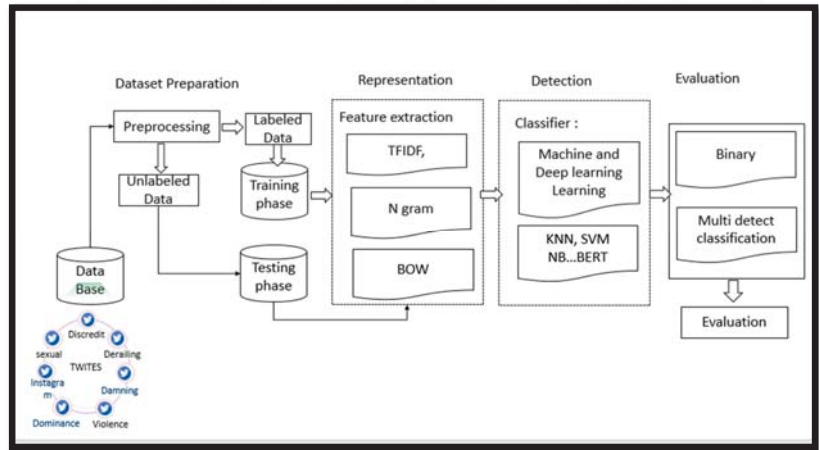 Dataset Preparation
Representation
Detection
Evaluation
Preprocessing
Labeled
Data
Unlabeled
Data
Training
phase
Testing
phase
Data
Base
Feature extraction
TFIDF,
N gram
BOW
Classifier :
Machine and
Deep learning
Learning
KNN, SVM
NB...BERT
Binary
Multi detect
classification
Evaluation
Discredit
sexual
Derailing
TWITES
Instagra
m
Damning
Dominance
Violence